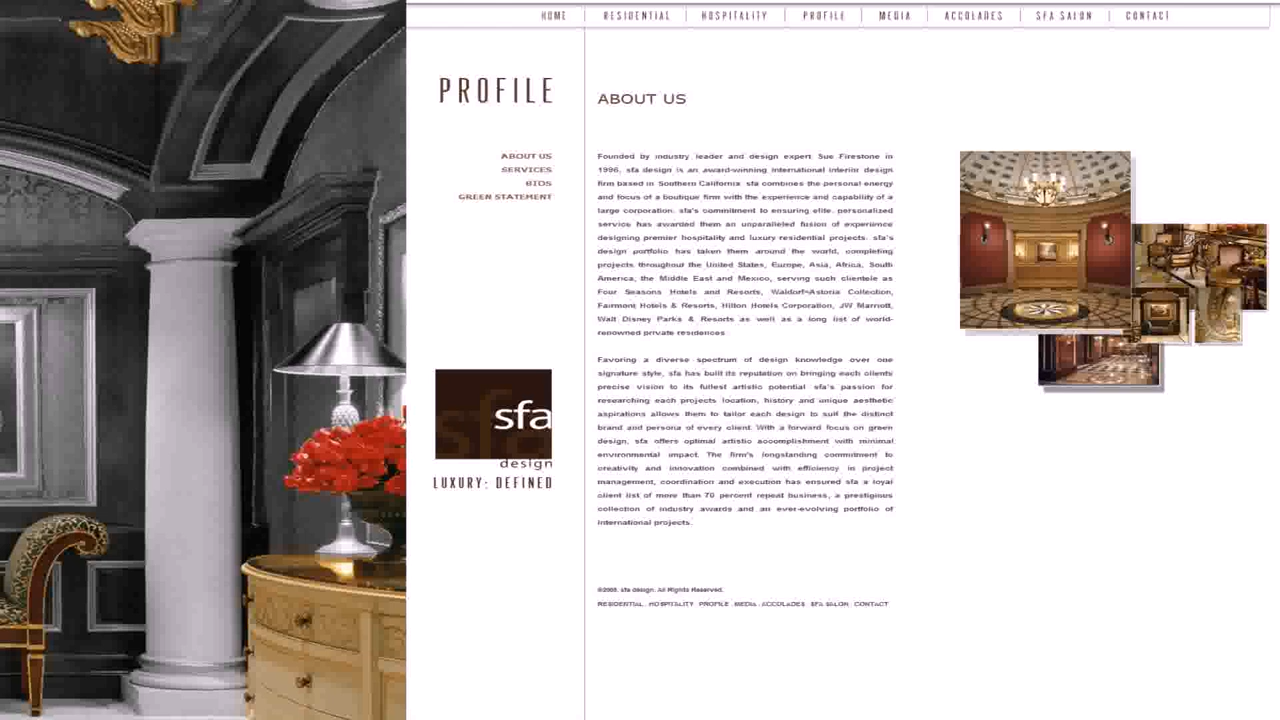 HOME RESIDENTIAL HOSPITALITY PROFILE MEDIA ACCOLADES SFA SALON CONTACT
PROFILE
ABOUT US
SERVICES
BIOS
GREEN STATEMENT
sfa
design
LUXURY: DEFINED
ABOUT US
Founded by industry leader and design expert Sue Firestone in
1996, sfa design is an award-winning international interior design
firm based in Southern California. sfa combines the personal energy
and focus of a boutique firm with the experience and capability of a
large corporation. sfa's commitment to ensuring elite, personalized
service has awarded them an unparalleled fusion of experience
designing premier hospitality and luxury residential projects. sfa's
design portfolio has taken them around the world, completing
projects throughout the United States, Europe, Asia, Africa, South
America, the Middle East and Mexico, serving such clientele as
Four Seasons Hotels and Resorts, Waldorf=Astoria Collection,
Fairmont Hotels & Resorts, Hilton Hotels Corporation, JW Marriott,
Walt Disney Parks & Resorts as well as a long list of world-
renowned private residences.
Favoring a diverse spectrum of design knowledge over one
signature style, sfa has built its reputation on bringing each clients'
precise vision to its fullest artistic potential. sfa's passion for
researching each projects location, history and unique aesthetic
aspirations allows them to tailor each design to suit the distinct
brand and persona of every client. With a forward focus on green
design, sfa offers optimal artistic accomplishment with minimal
environmental impact. The firm's longstanding commitment to
creativity and innovation combined with efficiency in project
management, coordination and execution has ensured sfa a loyal
client list of more than 70 percent repeat business, a prestigious
collection of industry awards and an ever-evolving portfolio of
international projects.
©2009. sfa design. All Rights Reserved.
RESIDENTIAL . HOSPITALITY . PROFILE . MEDIA . ACCOLADES . SFA SALON . CONTACT